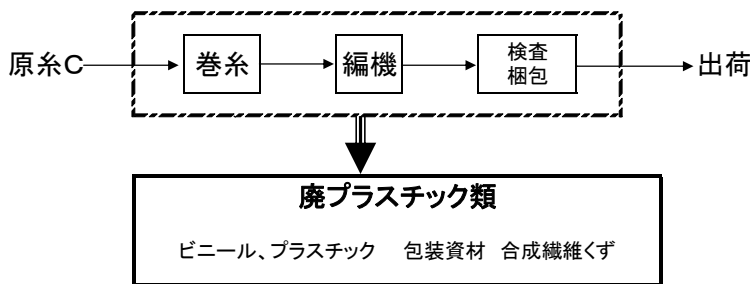 原糸C
巻糸
編機
検査
梱包
出荷
廃プラスチック類
ビニール、プラスチック　包装資材　合成繊維くず